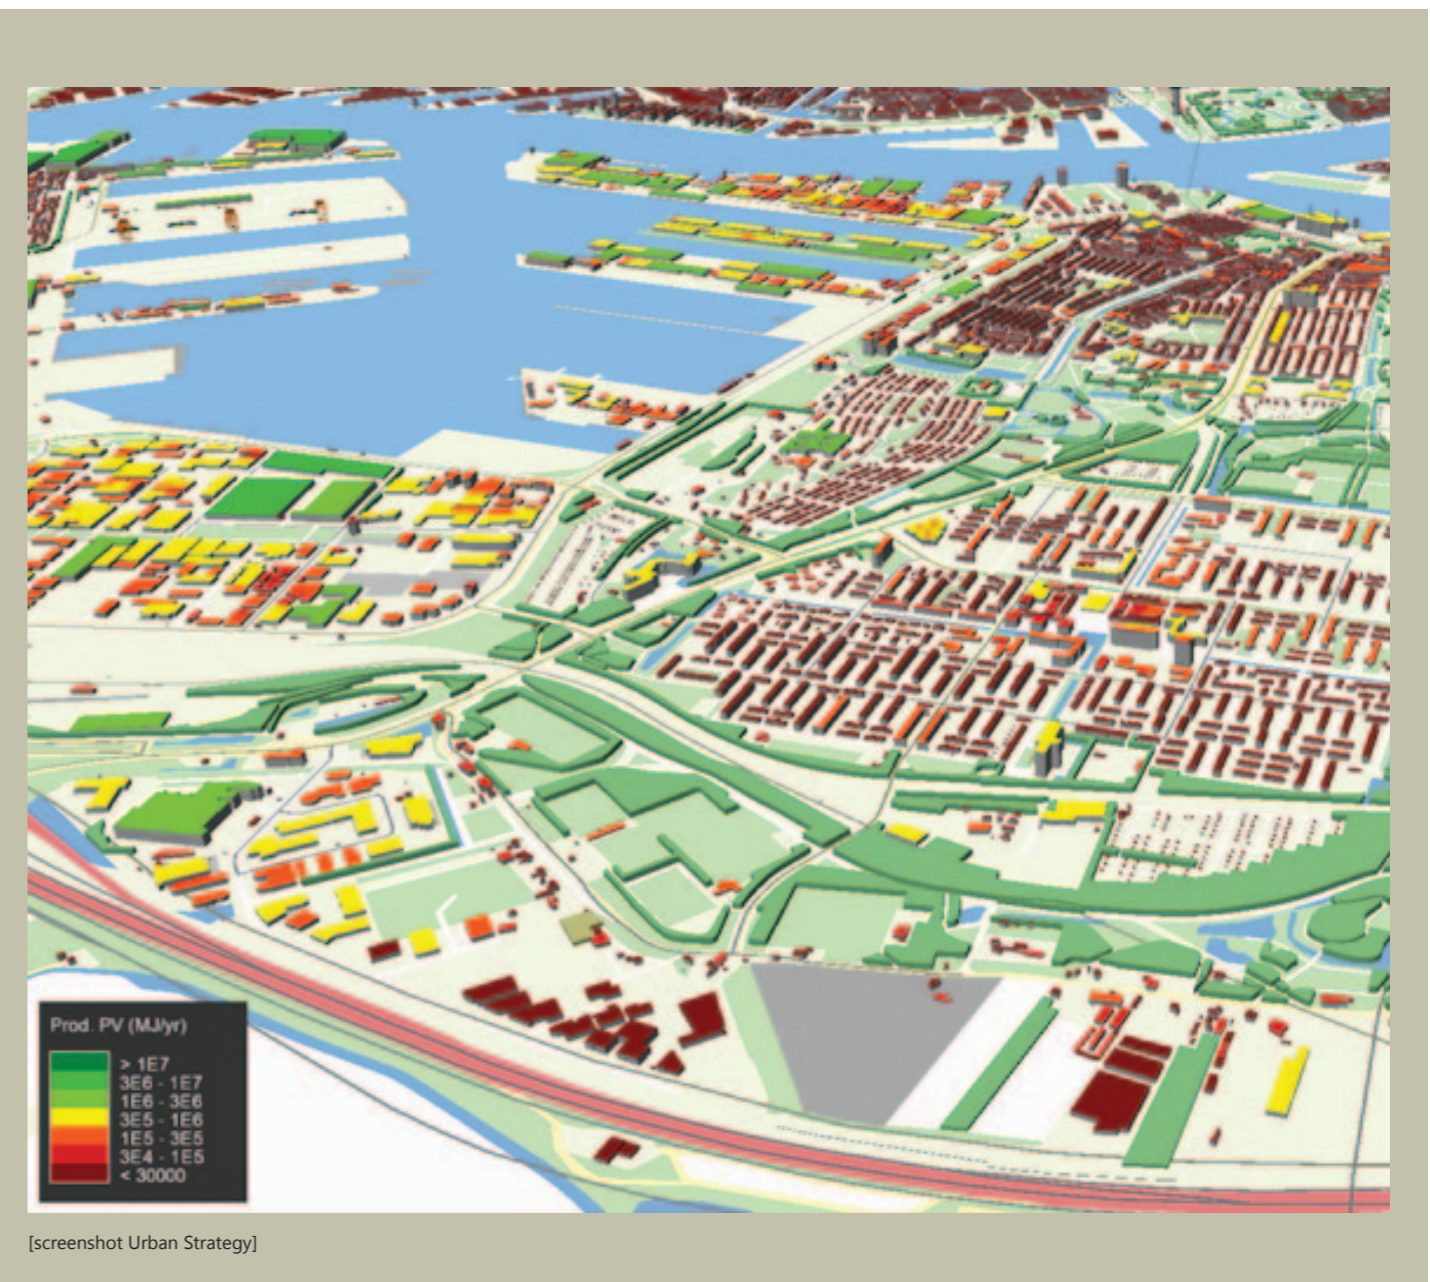 Prod. PV (MJ/yr)
> 1E7
3E6 - 1E7
1E6 - 3E6
3E5 - 1E6
1E5 - 3E5
3E4 - 1E5
< 30000
[screenshot Urban Strategy]